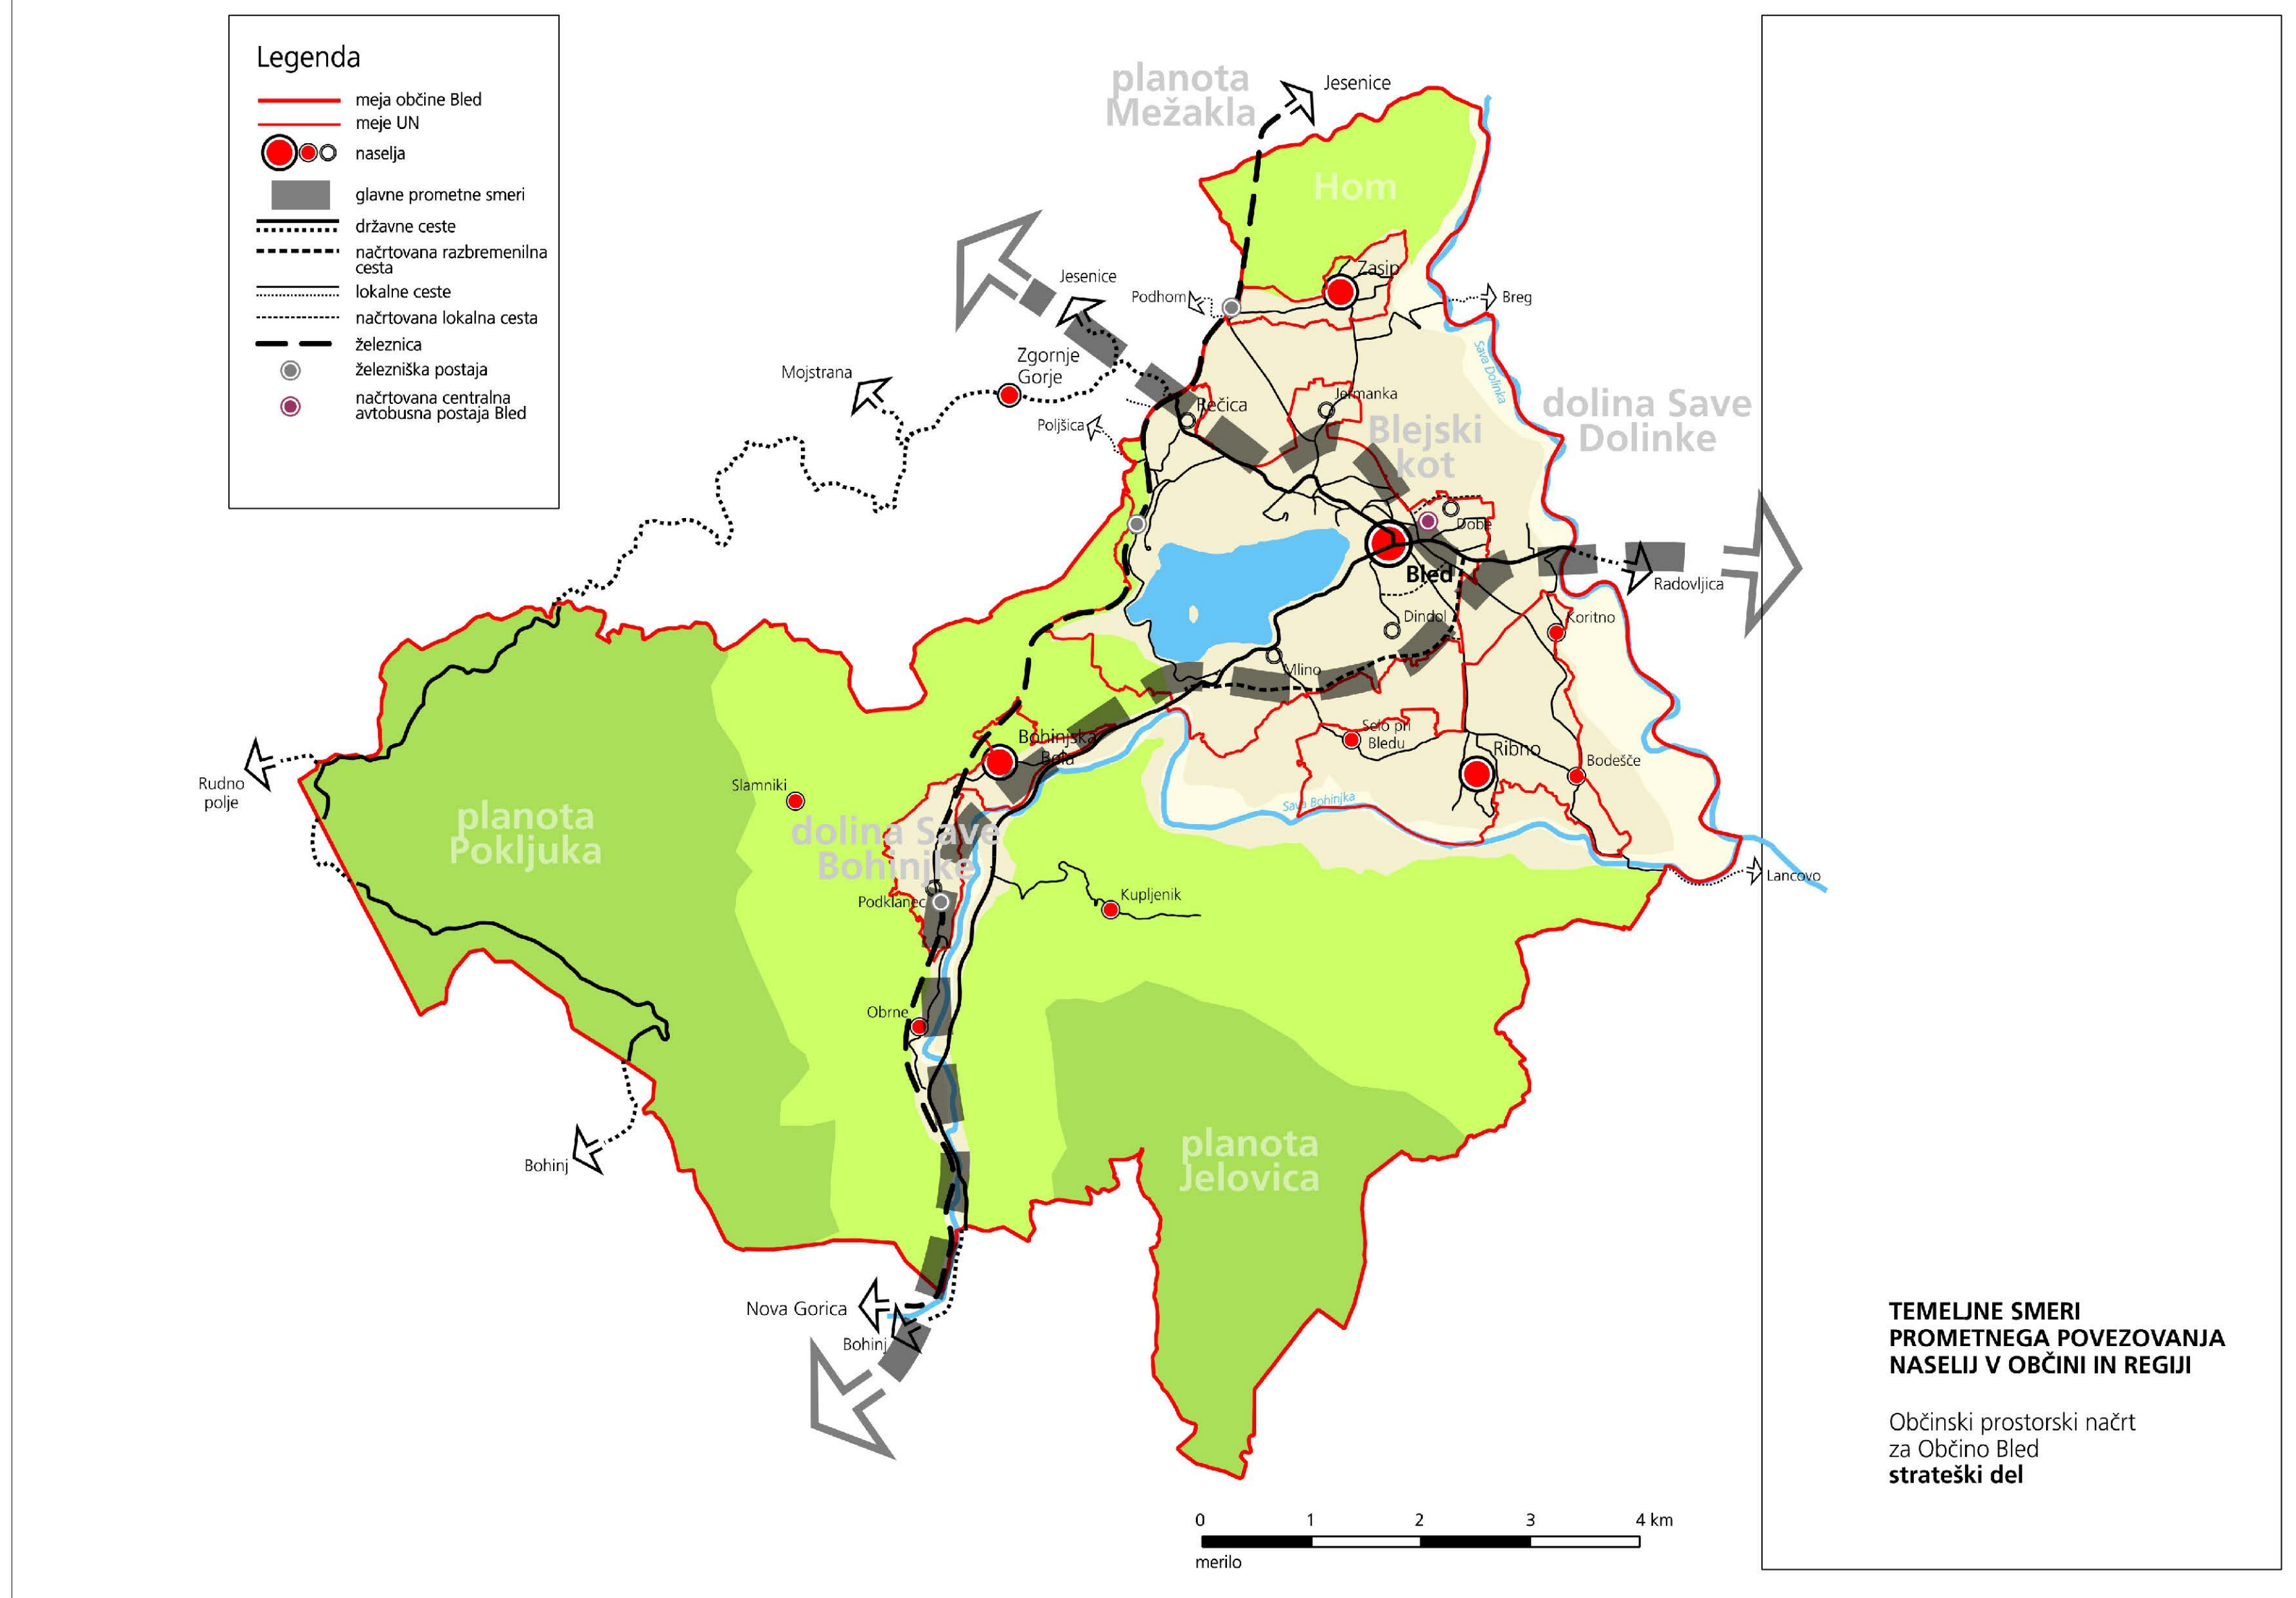 Legenda
meja občine Bled
meje UN
naselja
glavne prometne smeri
državne ceste
načrtovana razbremenilna
cesta
lokalne ceste
načrtovana lokalna cesta
železnica
železniška postaja
načrtovana centralna
avtobusna postaja Bled
planota
Mežakla
Jesenice
Hom
Zasip
Jesenice
Podhom
Breg
Sava Dolinka
Zgornje
Gorje
Mojstrana
Poljšica
Rečica
Jermanka
Blejski
kot
dolina Save
Dolinke
Dobe
Bled
Radovljica
Dindol
Koritno
Mlino
Selo pri
Bledu
Ribno
Bodešče
Bohinjska
Bela
Rudno
polje
Slamniki
Sava Bohinjka
planota
Pokljuka
dolina Save
Bohinjke
Lancovo
Podklanec
Kupljenik
Obrne
planota
Jelovica
Bohinj
Nova Gorica
Bohinj
TEMELJNE SMERI
PROMETNEGA POVEZOVANJA
NASELIJ V OBČINI IN REGIJI
Občinski prostorski načrt
za Občino Bled
strateški del
0 1 2 3 4 km
merilo